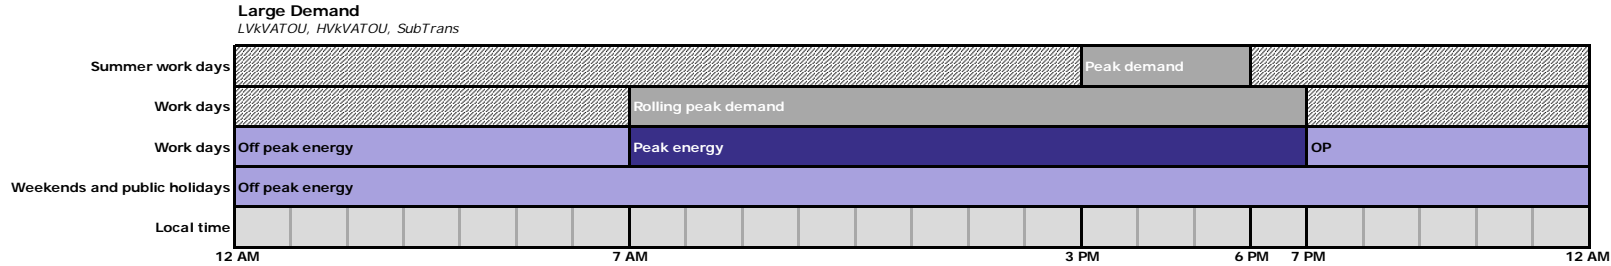 Large Demand
LVkVATOU, HVkVATOU, SubTrans
Summer work days
Peak demand
Work days
Rolling peak demand
Work days
Off peak energy
Peak energy
OP
Weekends and public holidays
Off peak energy
Local time
12 AM
7 AM
3 PM
6 PM
7 PM
12 AM